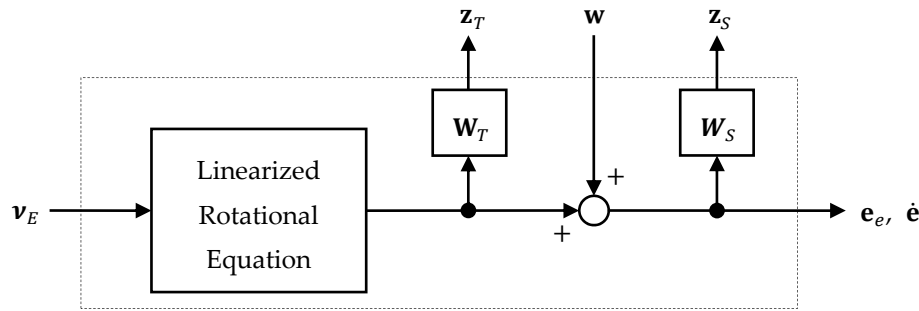 𝐳_T 𝐰 𝐳_S
𝐖_T 𝑾_S
Linearized
Rotational
Equation
𝝂_E
+
+
𝐞_e, 𝐞̇